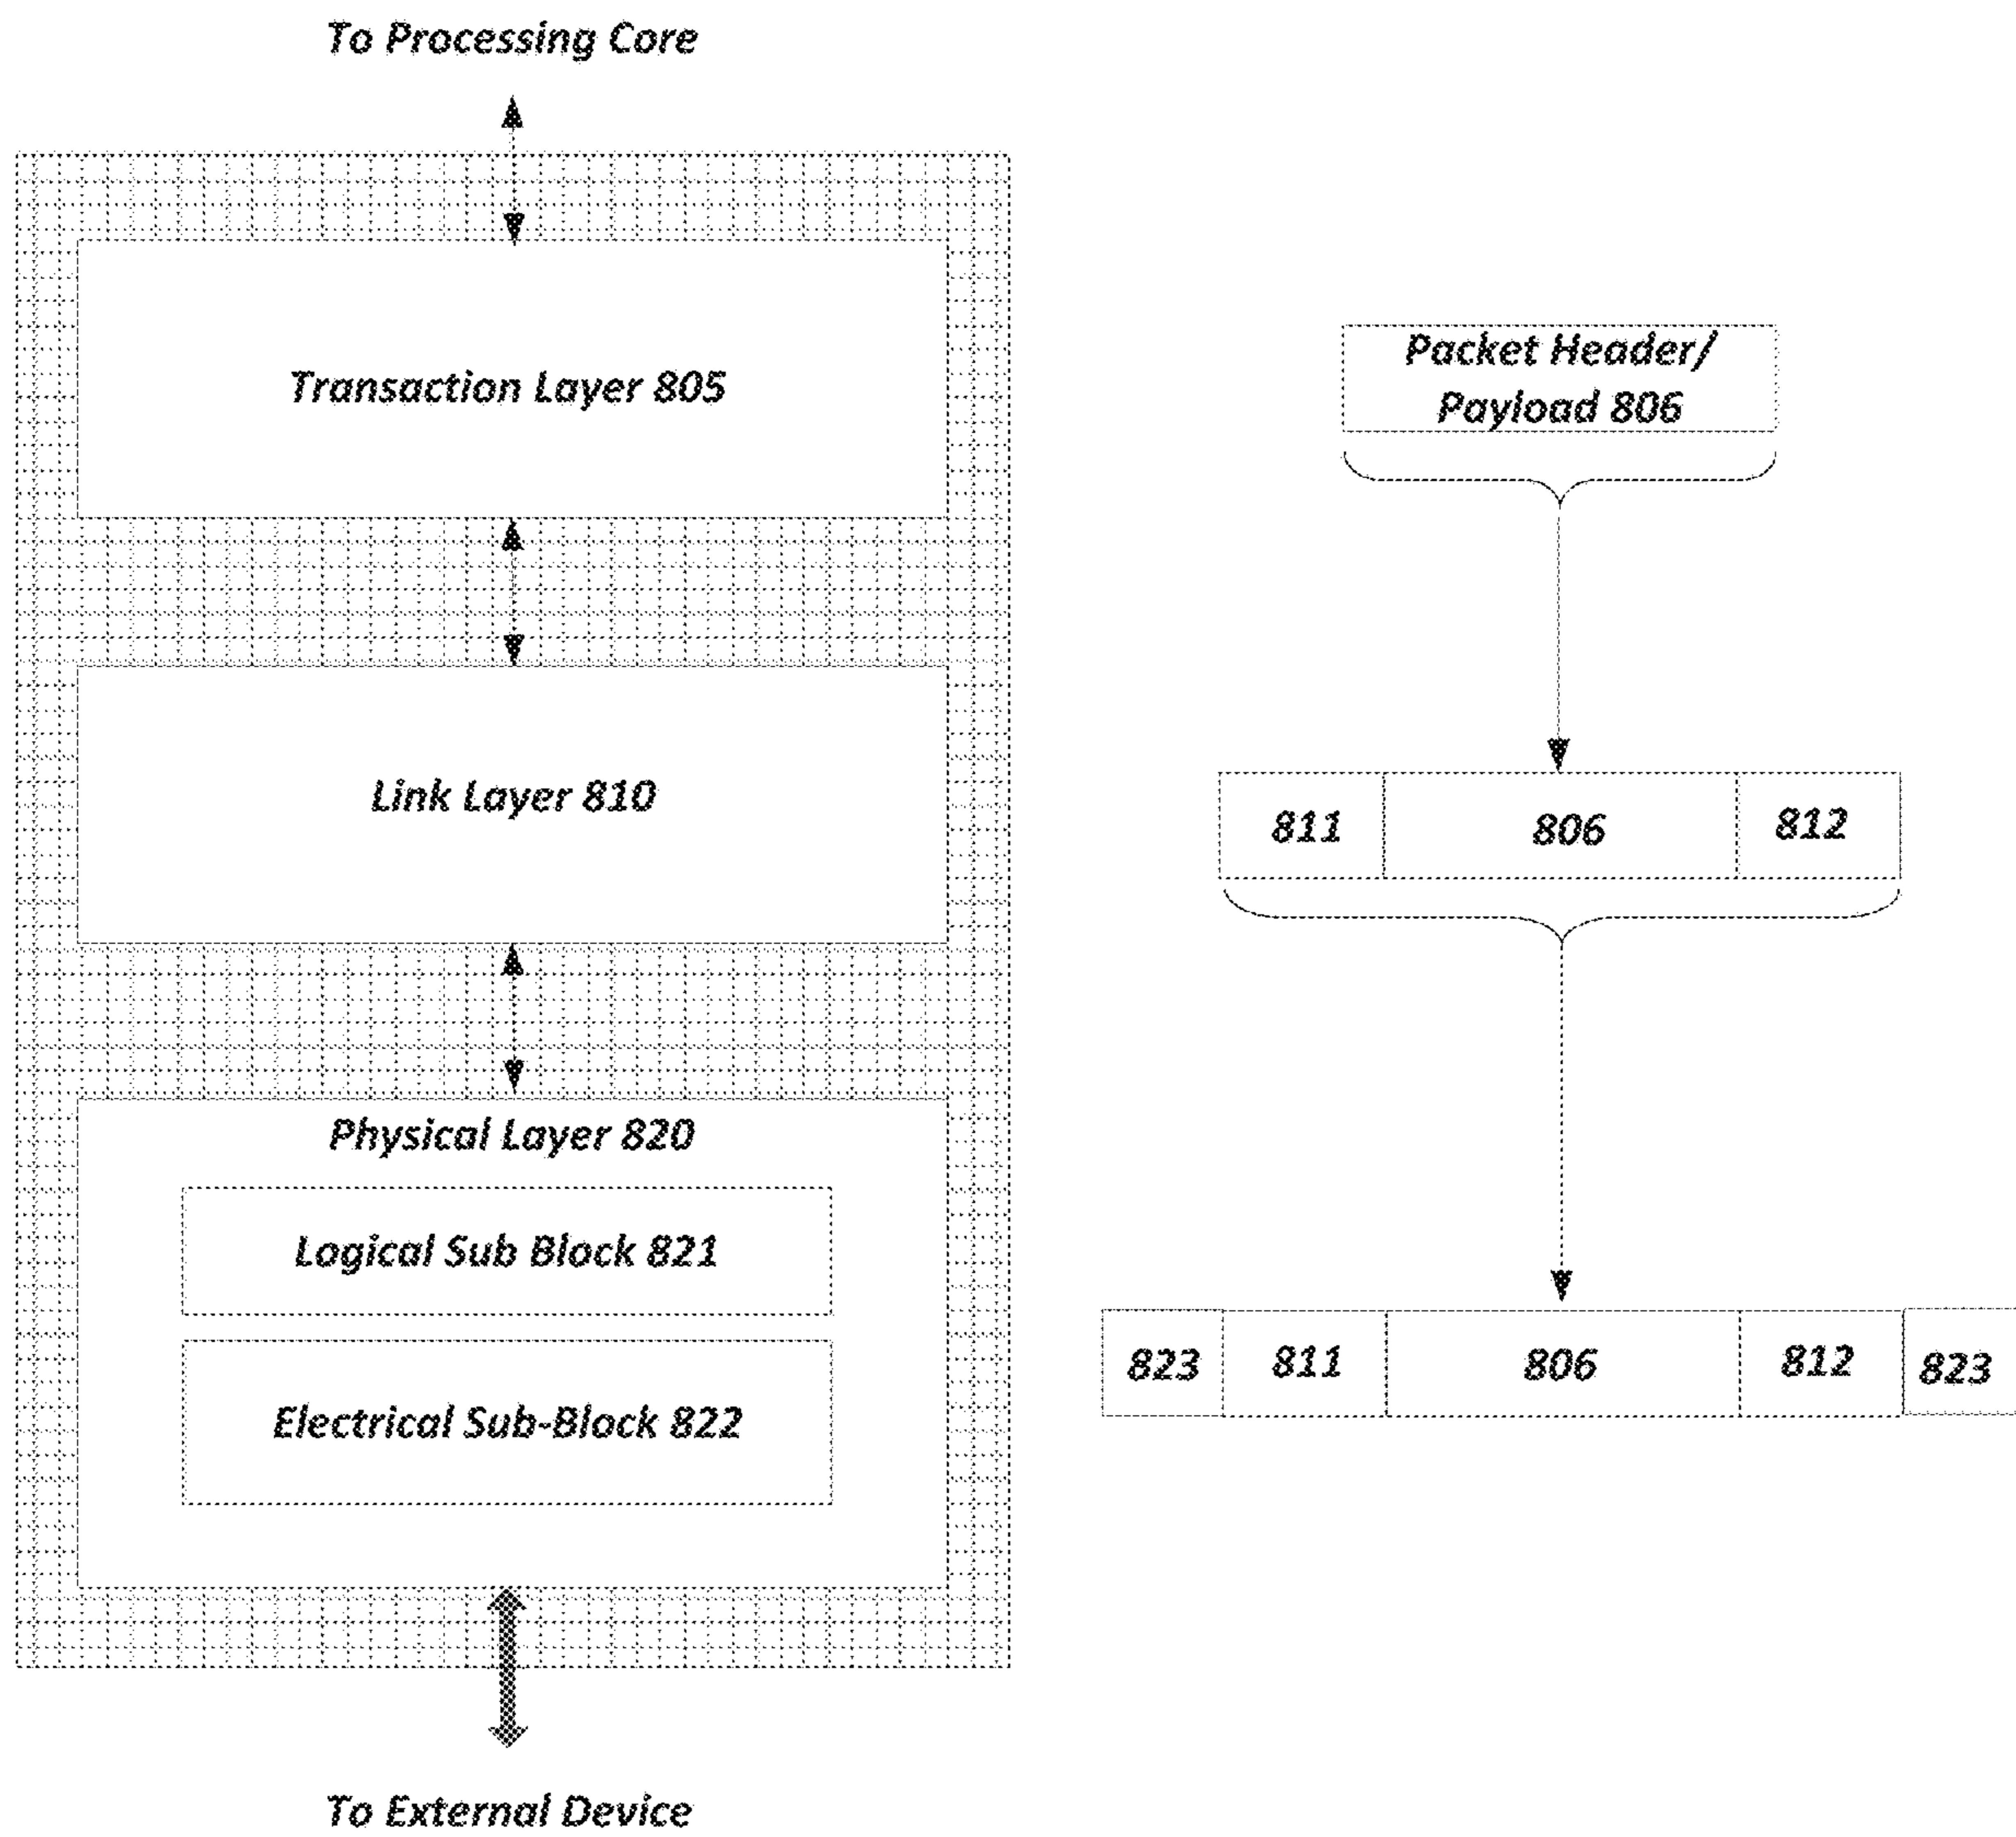 To Processing Core
Transaction Layer 805
Packet Header/
Payload 806
Link Layer 810
811 806 812
Physical Layer 820
Logical Sub Block 821
Electrical Sub-Block 822
823 811 806 812 823
To External Device